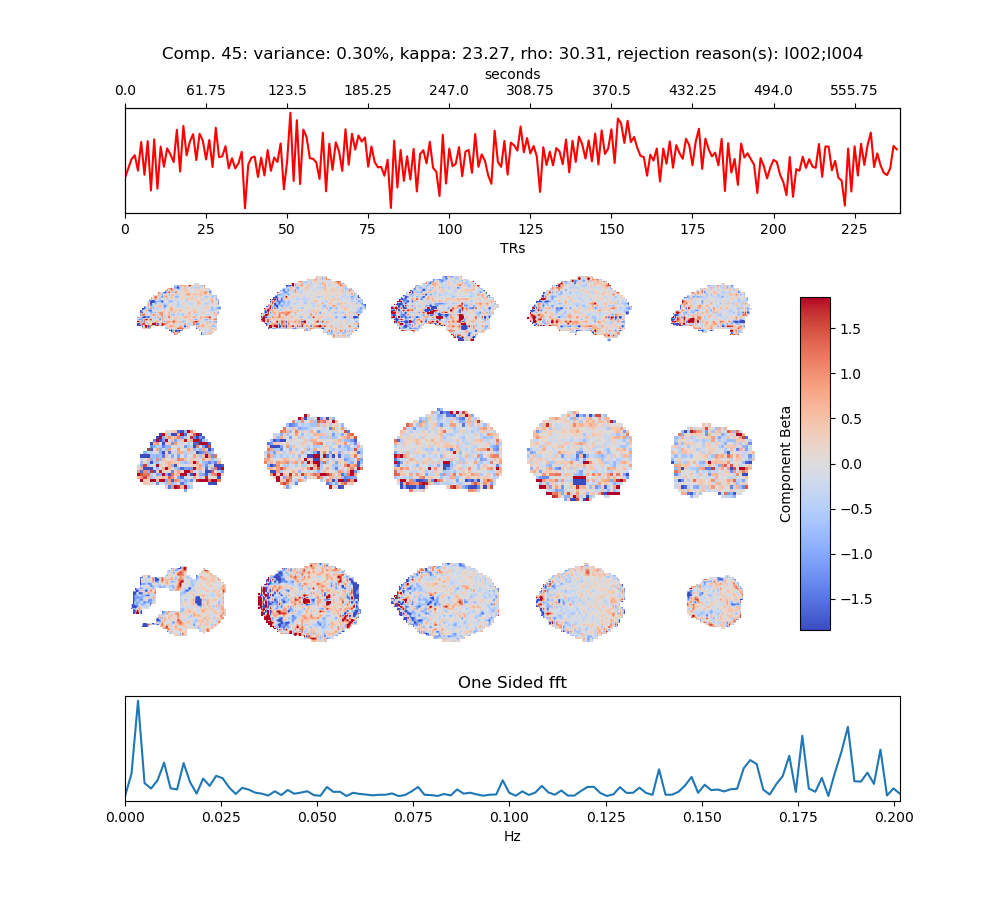 Comp. 45: variance: 0.30%, kappa: 23.27, rho: 30.31, rejection reason(s): I002;I004
seconds
0.0 61.75 123.5 185.25 247.0 308.75 370.5 432.25 494.0 555.75
0 25 50 75 100 125 150 175 200 225
TRs
1.5
1.0
0.5
0.0
−0.5
−1.0
−1.5
Component Beta
One Sided fft
0.000 0.025 0.050 0.075 0.100 0.125 0.150 0.175 0.200
Hz